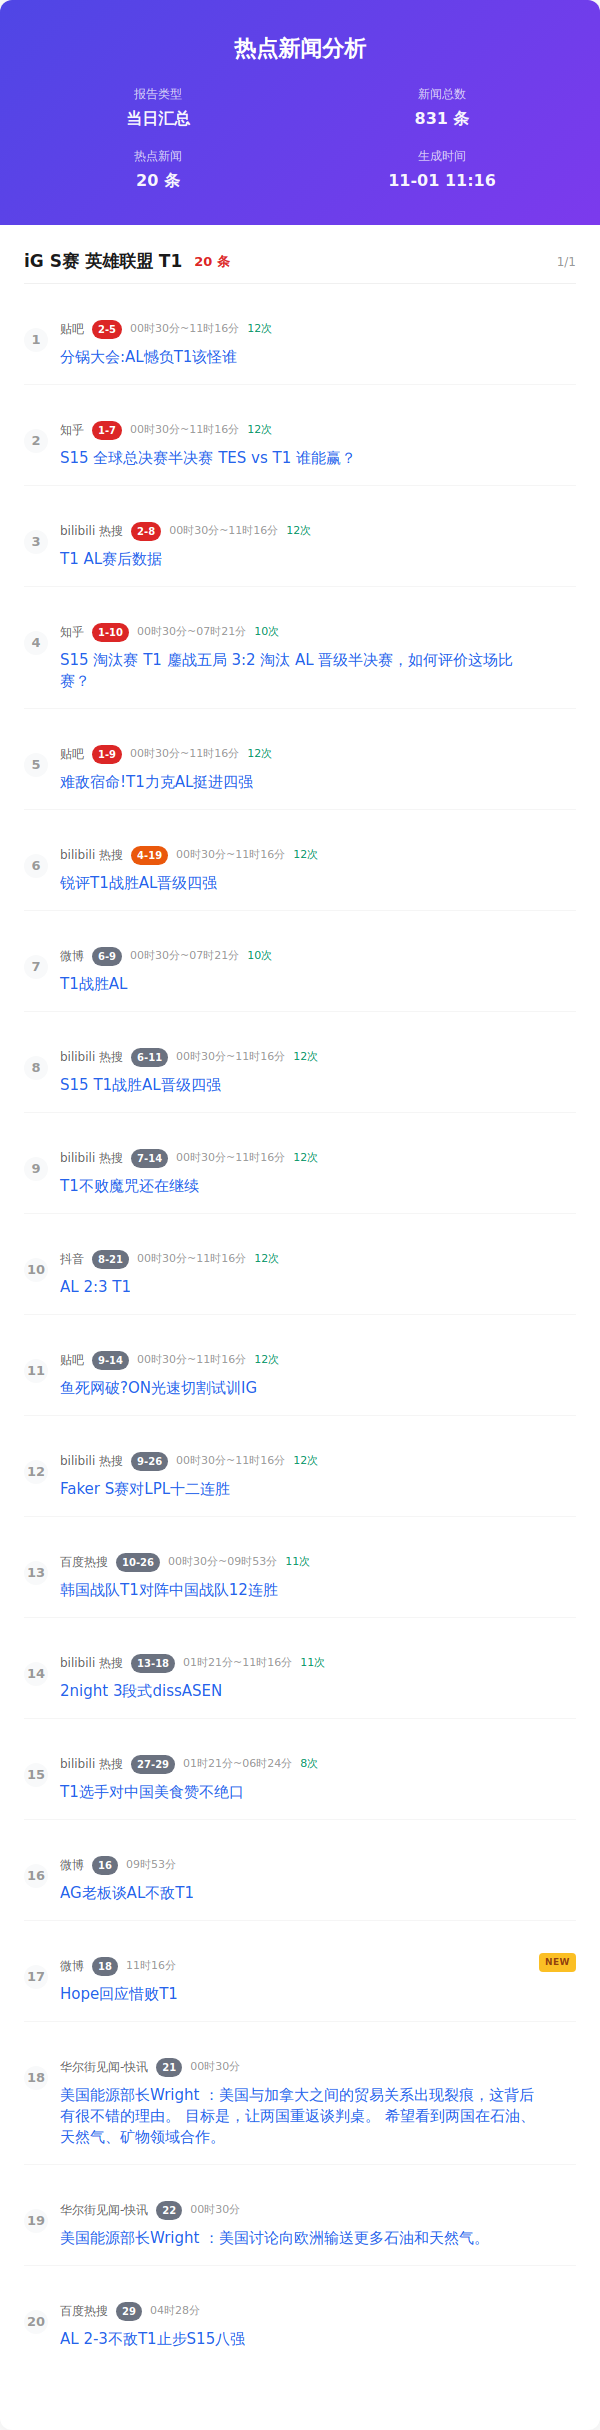 热点新闻分析
报告类型
新闻总数
当日汇总
831 条
热点新闻
生成时间
20 条
11-01 11:16
iG S赛 英雄联盟 T1 20 条 1/1
1 贴吧 2-5 00时30分~11时16分 12次
分锅大会:AL憾负T1该怪谁
2 知乎 1-7 00时30分~11时16分 12次
S15 全球总决赛半决赛 TES vs T1 谁能赢？
3 bilibili 热搜 2-8 00时30分~11时16分 12次
T1 AL赛后数据
4 知乎 1-10 00时30分~07时21分 10次
S15 淘汰赛 T1 鏖战五局 3:2 淘汰 AL 晋级半决赛，如何评价这场比
赛？
5 贴吧 1-9 00时30分~11时16分 12次
难敌宿命!T1力克AL挺进四强
6 bilibili 热搜 4-19 00时30分~11时16分 12次
锐评T1战胜AL晋级四强
7 微博 6-9 00时30分~07时21分 10次
T1战胜AL
8 bilibili 热搜 6-11 00时30分~11时16分 12次
S15 T1战胜AL晋级四强
9 bilibili 热搜 7-14 00时30分~11时16分 12次
T1不败魔咒还在继续
10 抖音 8-21 00时30分~11时16分 12次
AL 2:3 T1
11 贴吧 9-14 00时30分~11时16分 12次
鱼死网破?ON光速切割试训IG
12 bilibili 热搜 9-26 00时30分~11时16分 12次
Faker S赛对LPL十二连胜
13 百度热搜 10-26 00时30分~09时53分 11次
韩国战队T1对阵中国战队12连胜
14 bilibili 热搜 13-18 01时21分~11时16分 11次
2night 3段式dissASEN
15 bilibili 热搜 27-29 01时21分~06时24分 8次
T1选手对中国美食赞不绝口
16 微博 16 09时53分
AG老板谈AL不敌T1
17 微博 18 11时16分 NEW
Hope回应惜败T1
18 华尔街见闻-快讯 21 00时30分
美国能源部长Wright ：美国与加拿大之间的贸易关系出现裂痕，这背后
有很不错的理由。 目标是，让两国重返谈判桌。 希望看到两国在石油、
天然气、矿物领域合作。
19 华尔街见闻-快讯 22 00时30分
美国能源部长Wright ：美国讨论向欧洲输送更多石油和天然气。
20 百度热搜 29 04时28分
AL 2-3不敌T1止步S15八强